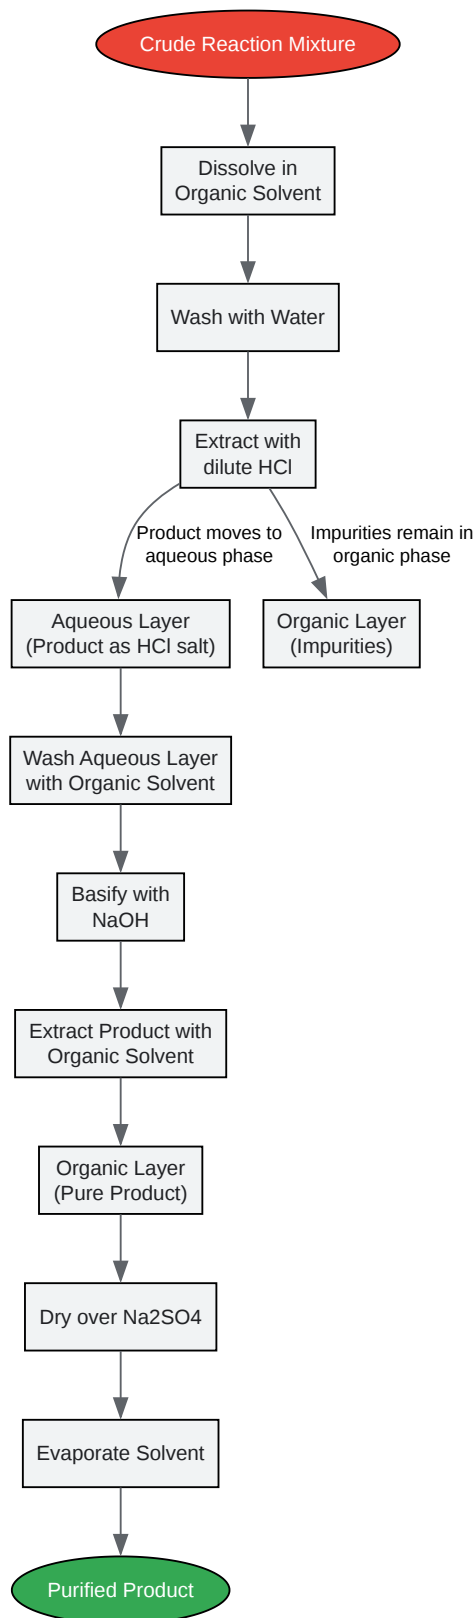 Crude Reaction Mixture
Dissolve in
Organic Solvent
Wash with Water
Extract with
dilute HCl
Product moves to
aqueous phase
Impurities remain in
organic phase
Aqueous Layer
(Product as HCl salt)
Organic Layer
(Impurities)
Wash Aqueous Layer
with Organic Solvent
Basify with
NaOH
Extract Product with
Organic Solvent
Organic Layer
(Pure Product)
Dry over Na2SO4
Evaporate Solvent
Purified Product